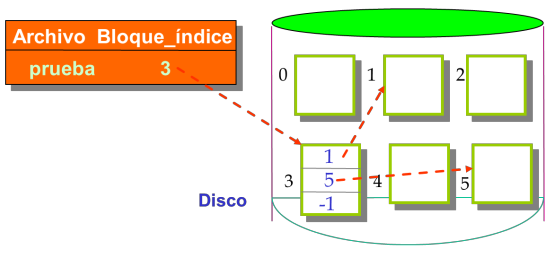 Archivo Bloque_índice
prueba 3
0 1 2
3 1 5 -1 4 5
Disco